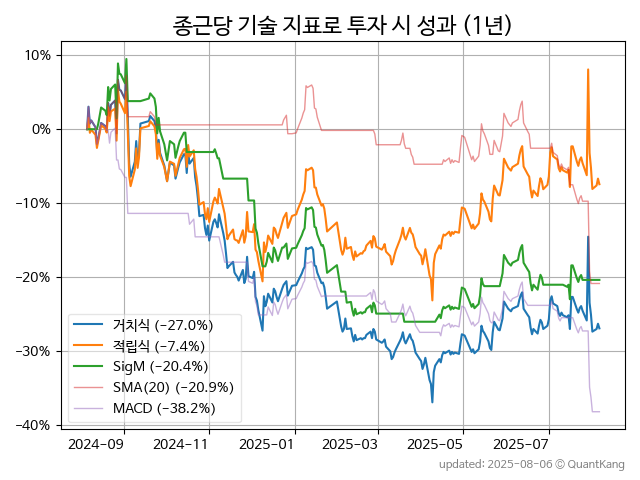 종근당 기술 지표로 투자 시 성과 (1년)
10%
0%
−10%
−20%
−30%
−40%
거치식 (−27.0%)
적립식 (−7.4%)
SigM (−20.4%)
SMA(20) (−20.9%)
MACD (−38.2%)
2024-09
2024-11
2025-01
2025-03
2025-05
2025-07
updated: 2025-08-06 © QuantKang